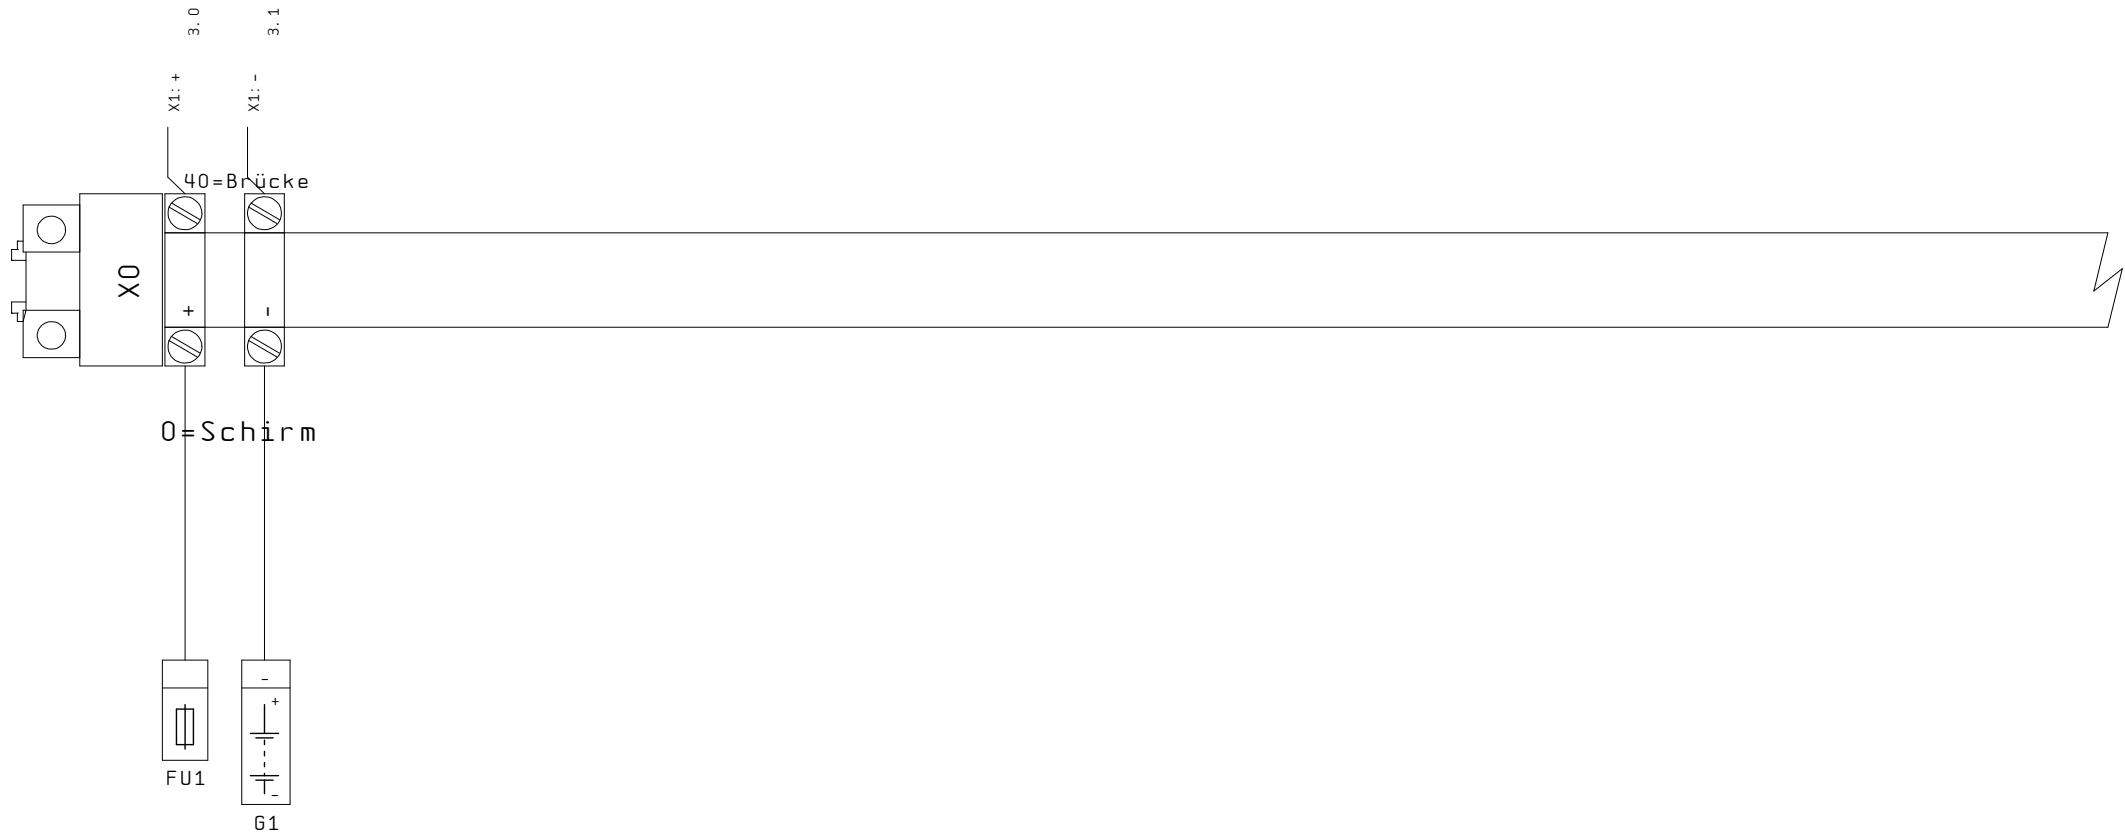 3.0
3.1
X1:+
X1:-
40=Brücke
X0
+
-
0=Schirm
-
+
-
FU1
G1